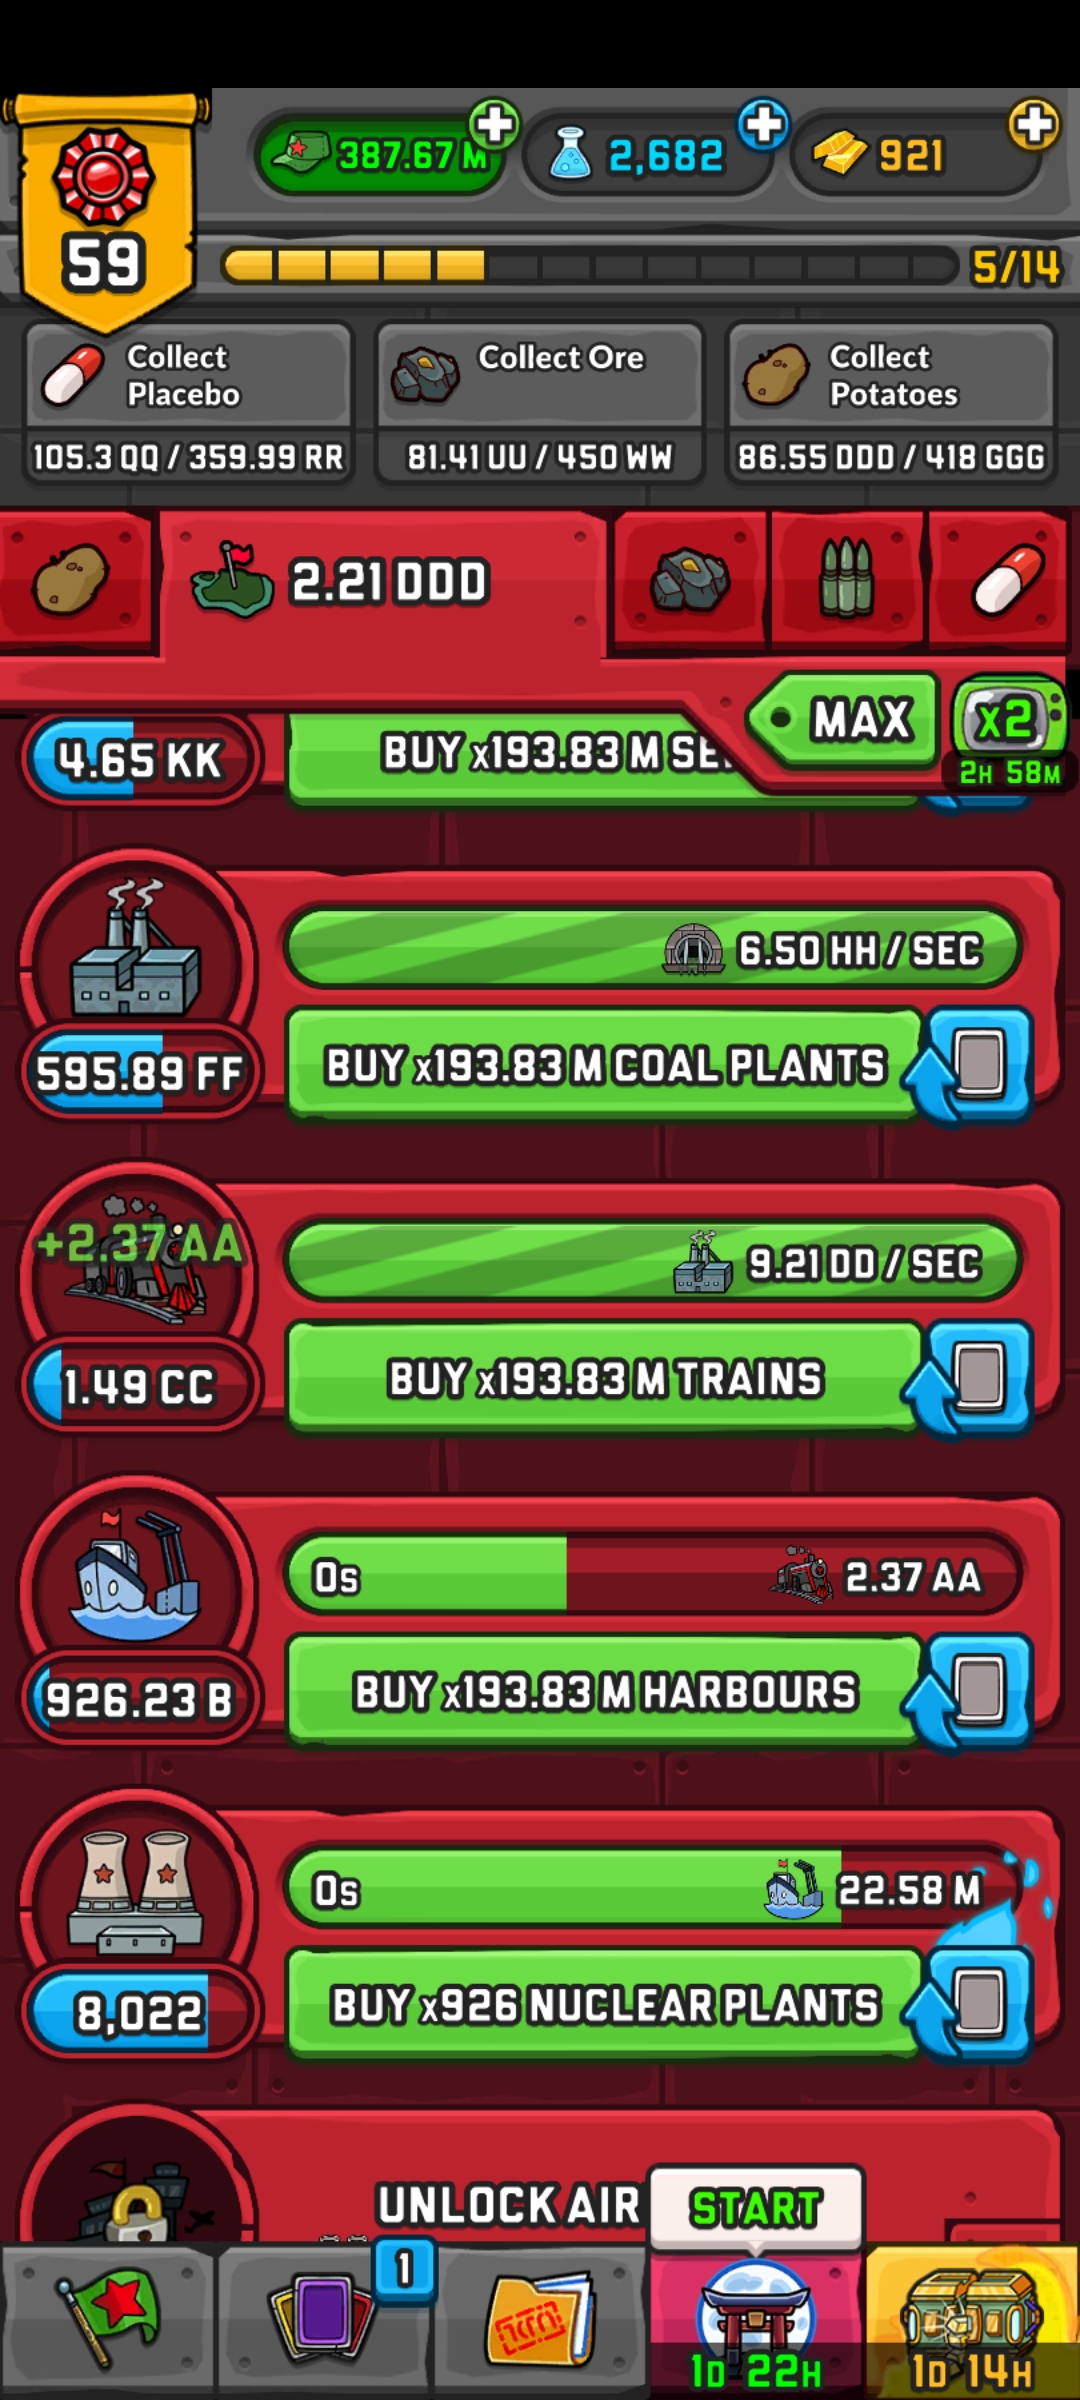 387.67 M
2,682
921
59
5/14
Collect
Placebo
105.3 QQ / 359.99 RR
Collect Ore
81.41 UU / 450 WW
Collect
Potatoes
86.55 DDD / 418 GGG
2.21 DDD
MAX
x2
2H 58M
4.65 KK
BUY x193.83 M SE
6.50 HH / SEC
595.89 FF
BUY x193.83 M COAL PLANTS
+2.37 AA
9.21 DD / SEC
1.49 CC
BUY x193.83 M TRAINS
0s
2.37 AA
926.23 B
BUY x193.83 M HARBOURS
0s
22.58 M
8,022
BUY x926 NUCLEAR PLANTS
UNLOCK AIR
START
1
1D 22H
1D 14H